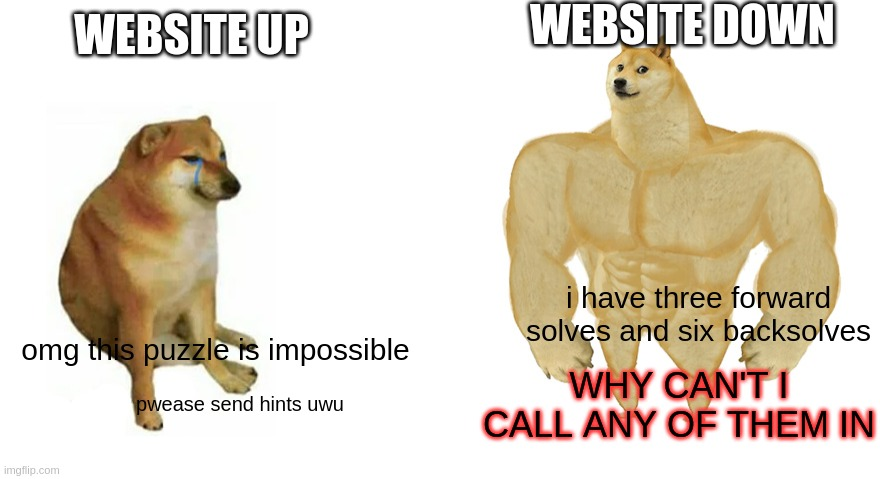 WEBSITE UP
omg this puzzle is impossible
pwease send hints uwu
WEBSITE DOWN
i have three forward
solves and six backsolves
WHY CAN'T I
CALL ANY OF THEM IN
imgflip.com